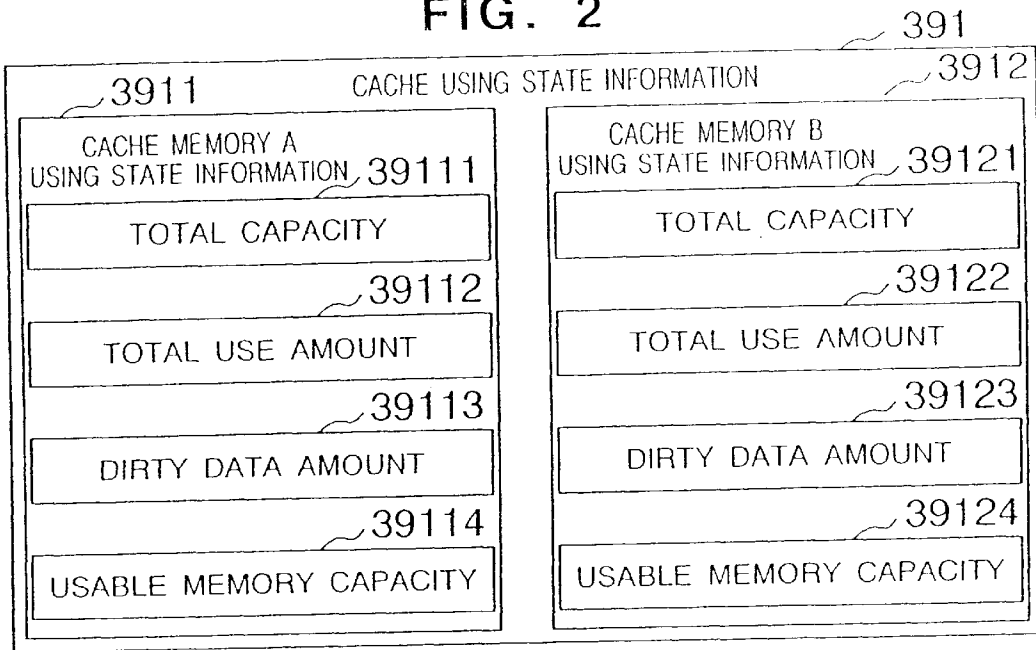 FIG. 2
391
CACHE USING STATE INFORMATION
3911
3912
CACHE MEMORY A
USING STATE INFORMATION
39111
TOTAL CAPACITY
39112
TOTAL USE AMOUNT
39113
DIRTY DATA AMOUNT
39114
USABLE MEMORY CAPACITY
CACHE MEMORY B
USING STATE INFORMATION
39121
TOTAL CAPACITY
39122
TOTAL USE AMOUNT
39123
DIRTY DATA AMOUNT
39124
USABLE MEMORY CAPACITY